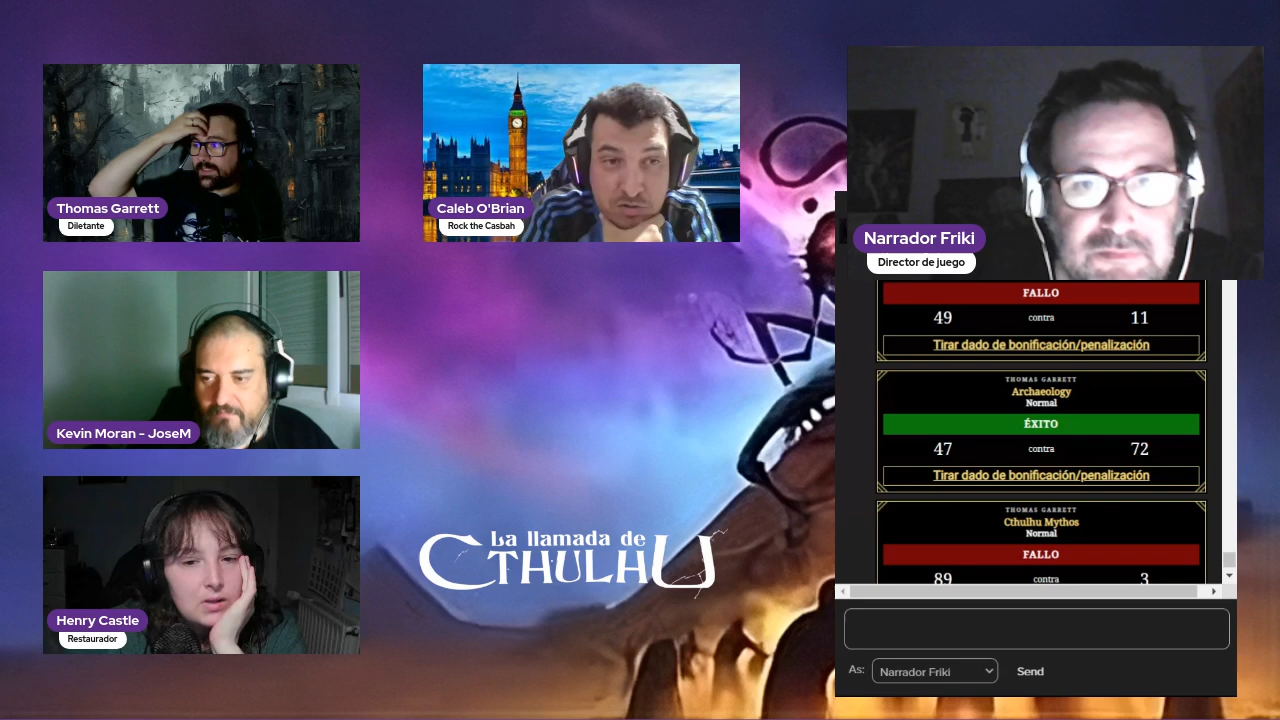 Thomas Garrett
Diletante
Caleb O'Brian
Rock the Casbah
Narrador Friki
Director de juego
Kevin Moran - JoseM
Henry Castle
Restaurador
La llamada de
CTHULHU
FALLO
49 contra 11
Tirar dado de bonificación/penalización
THOMAS GARRETT
Archaeology
Normal
ÉXITO
47 contra 72
Tirar dado de bonificación/penalización
THOMAS GARRETT
Cthulhu Mythos
Normal
FALLO
89 contra 3
As: Narrador Friki Send